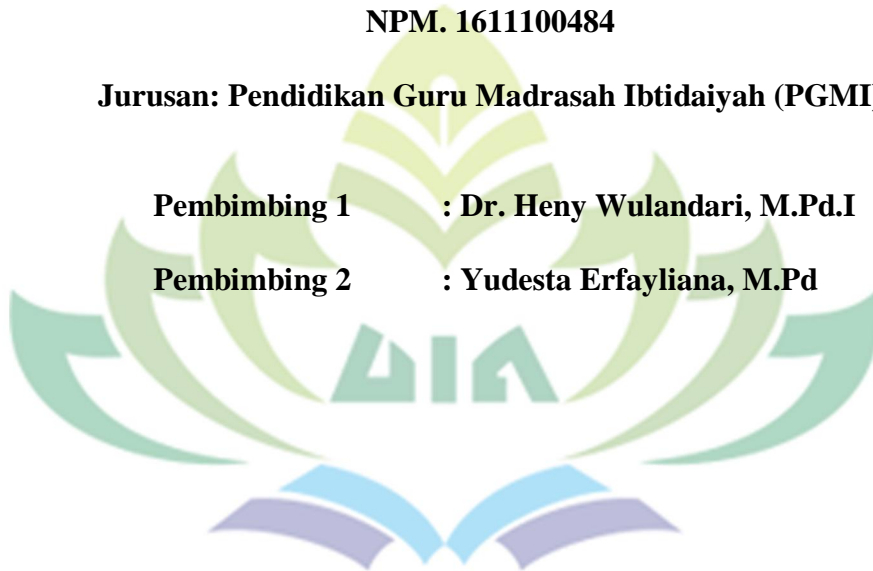 NPM. 1611100484
Jurusan: Pendidikan Guru Madrasah Ibtidaiyah (PGMI)
Pembimbing 1 : Dr. Heny Wulandari, M.Pd.I
Pembimbing 2 : Yudesta Erfayliana, M.Pd
UIN